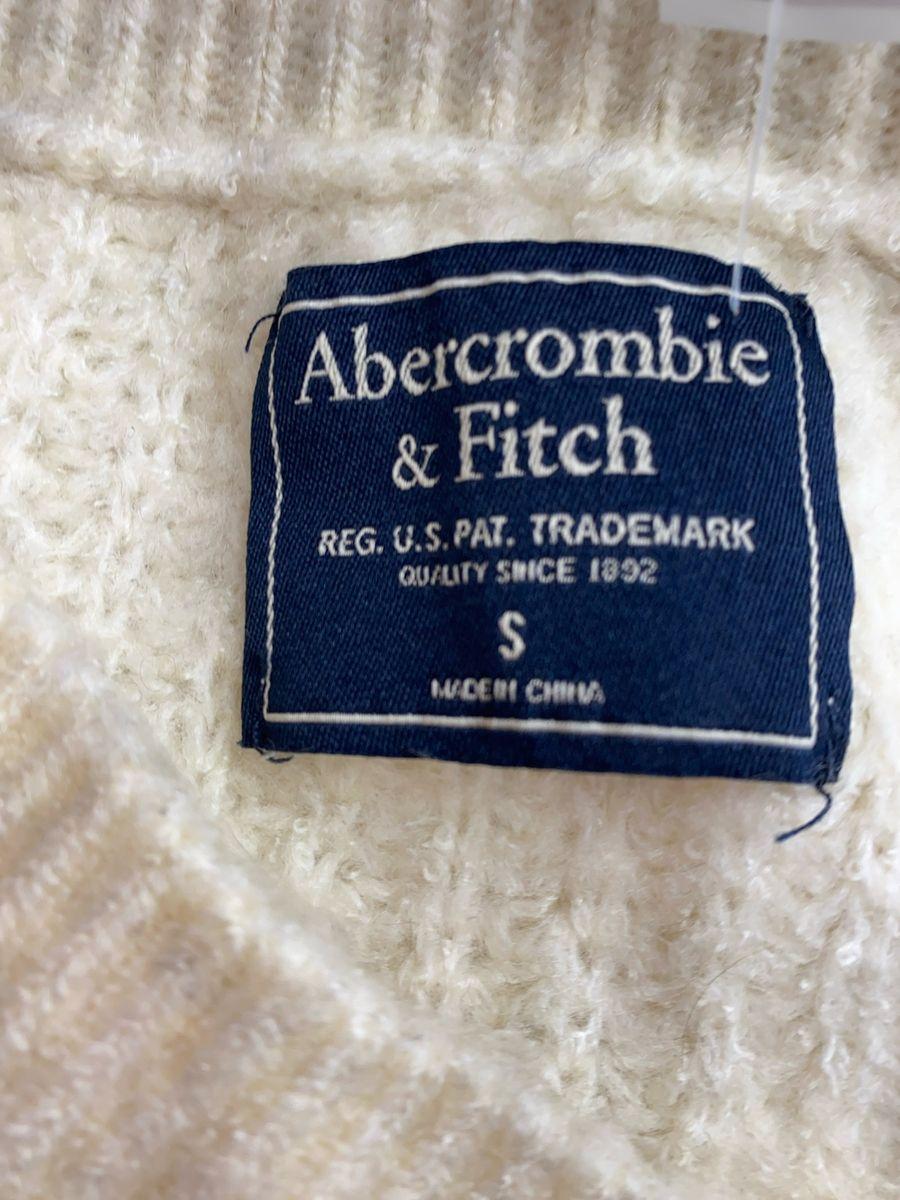 Abercrombie
& Fitch
REG. U.S. PAT. TRADEMARK
QUALITY SINCE 1892
S
MADE IN CHINA